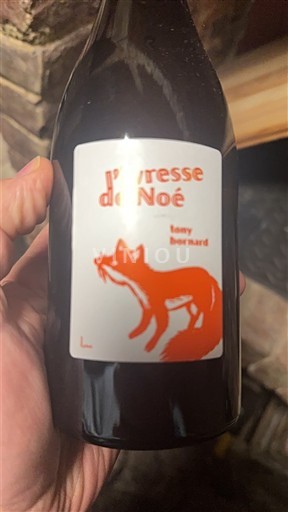 l'ivresse
de Noé
tony
bornard
VINIOU